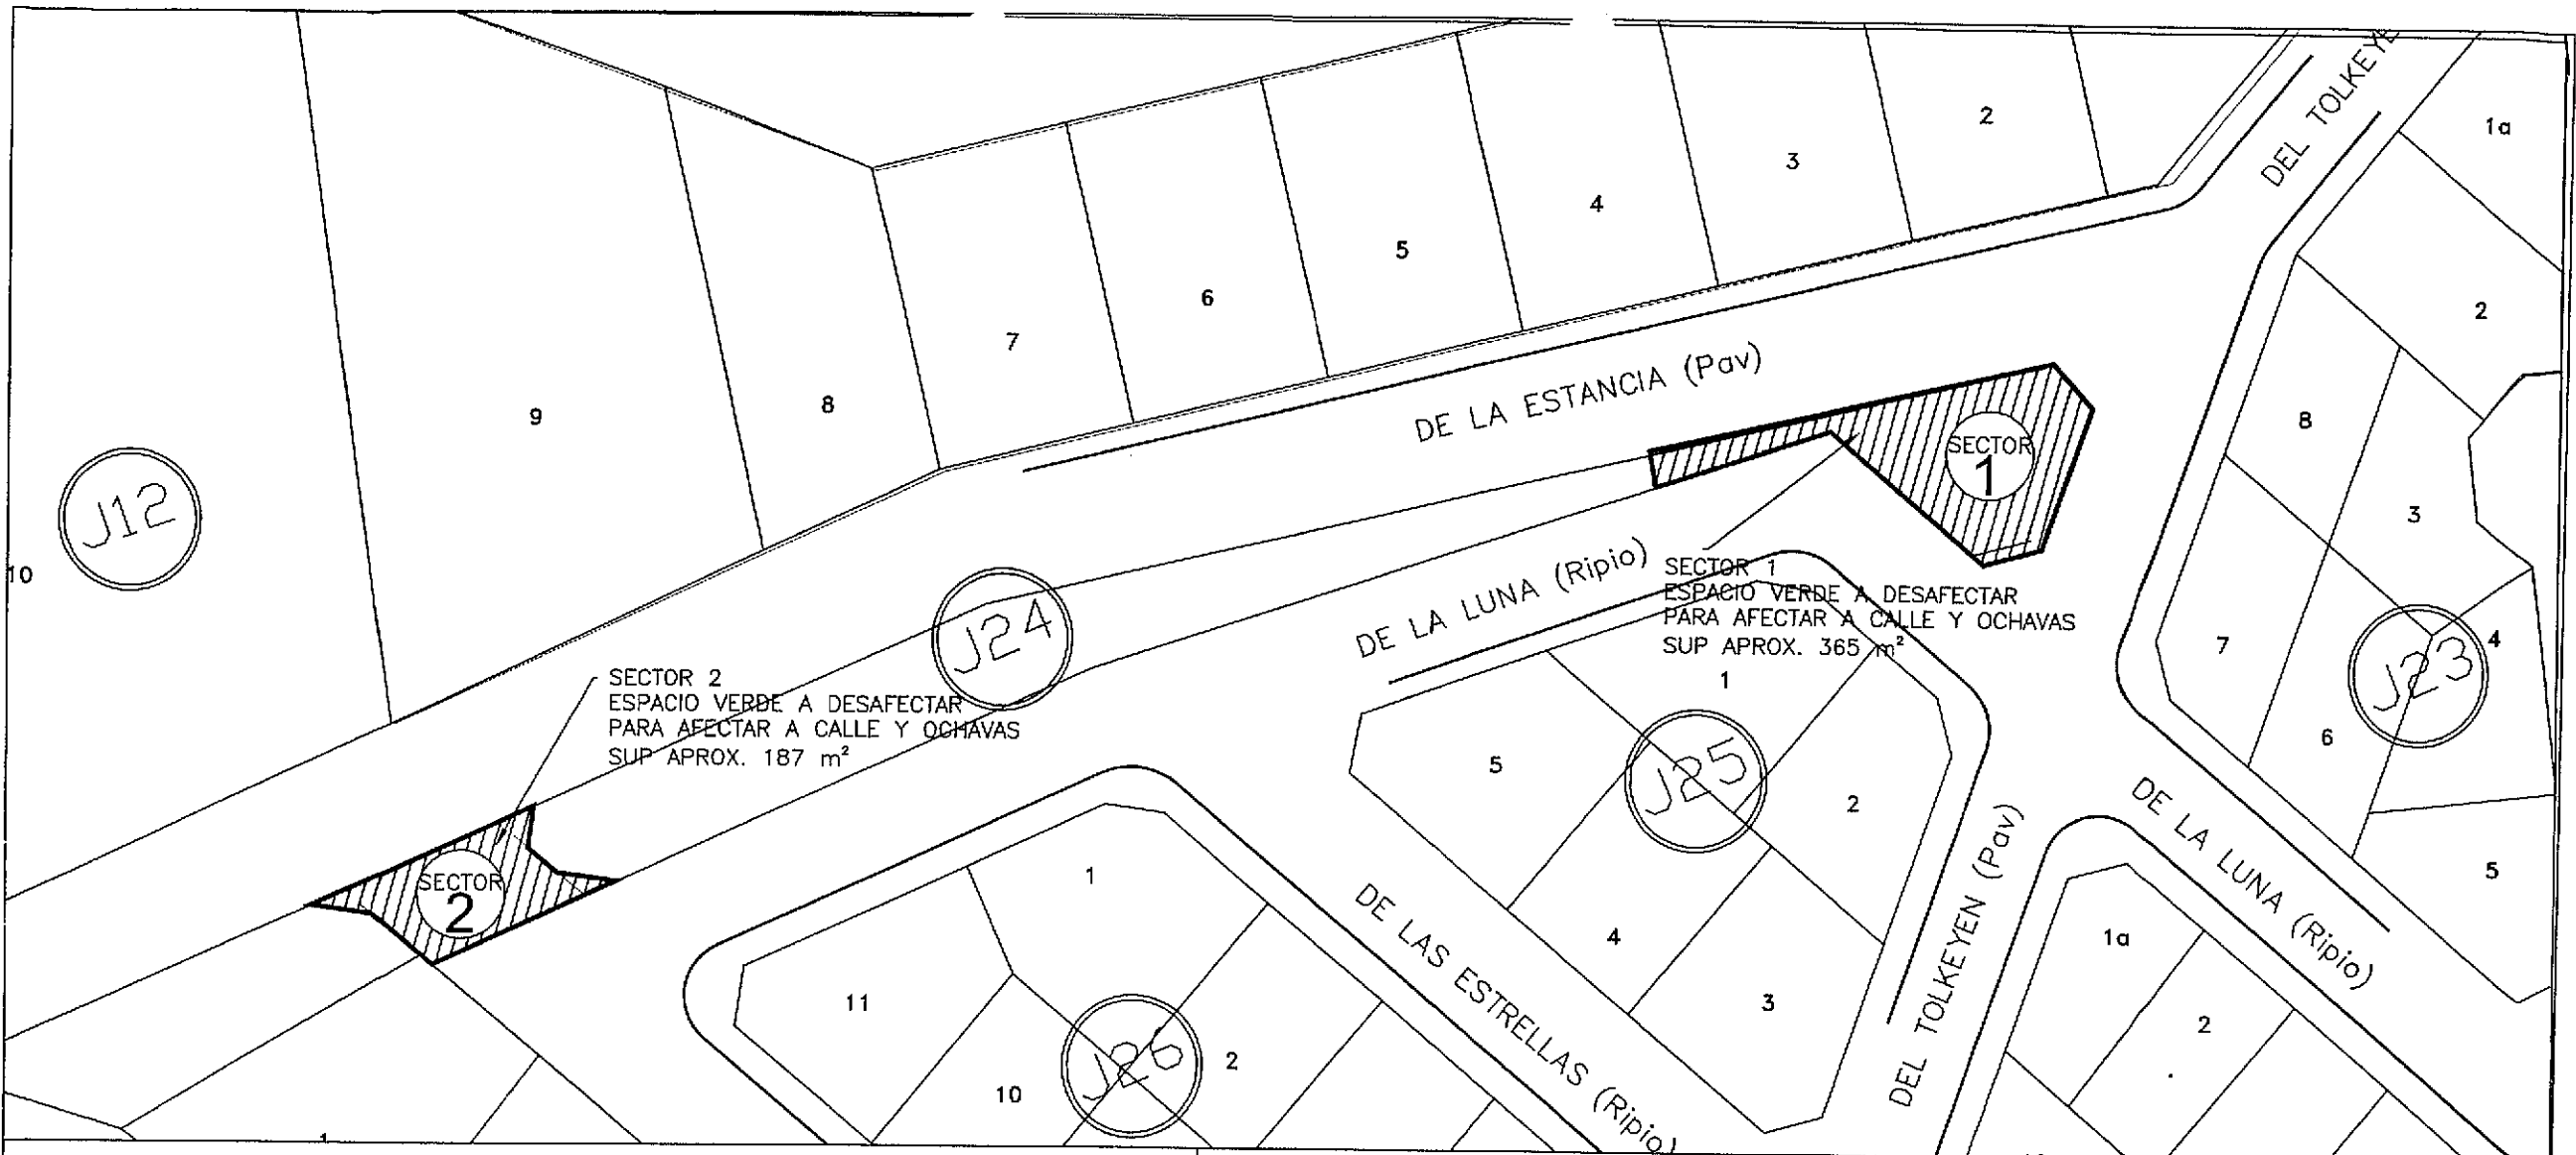 DEL TOLKEYE
1a
2
3
4
5
6
7
8
9
10
J12
2
DE LA ESTANCIA (Pav)
SECTOR
1
8
3
7
J23
4
6
5
J24
DE LA LUNA (Ripio)
SECTOR 1
ESPACIO VERDE A DESAFECTAR
PARA AFECTAR A CALLE Y OCHAVAS
SUP APROX. 365 m²
SECTOR 2
ESPACIO VERDE A DESAFECTAR
PARA AFECTAR A CALLE Y OCHAVAS
SUP APROX. 187 m²
SECTOR
2
1
5
J25
2
4
3
DE LA LUNA (Ripio)
DEL TOLKEYEN (Pav)
DE LAS ESTRELLAS (Ripio)
1
11
10
J26
2
1a
2
1